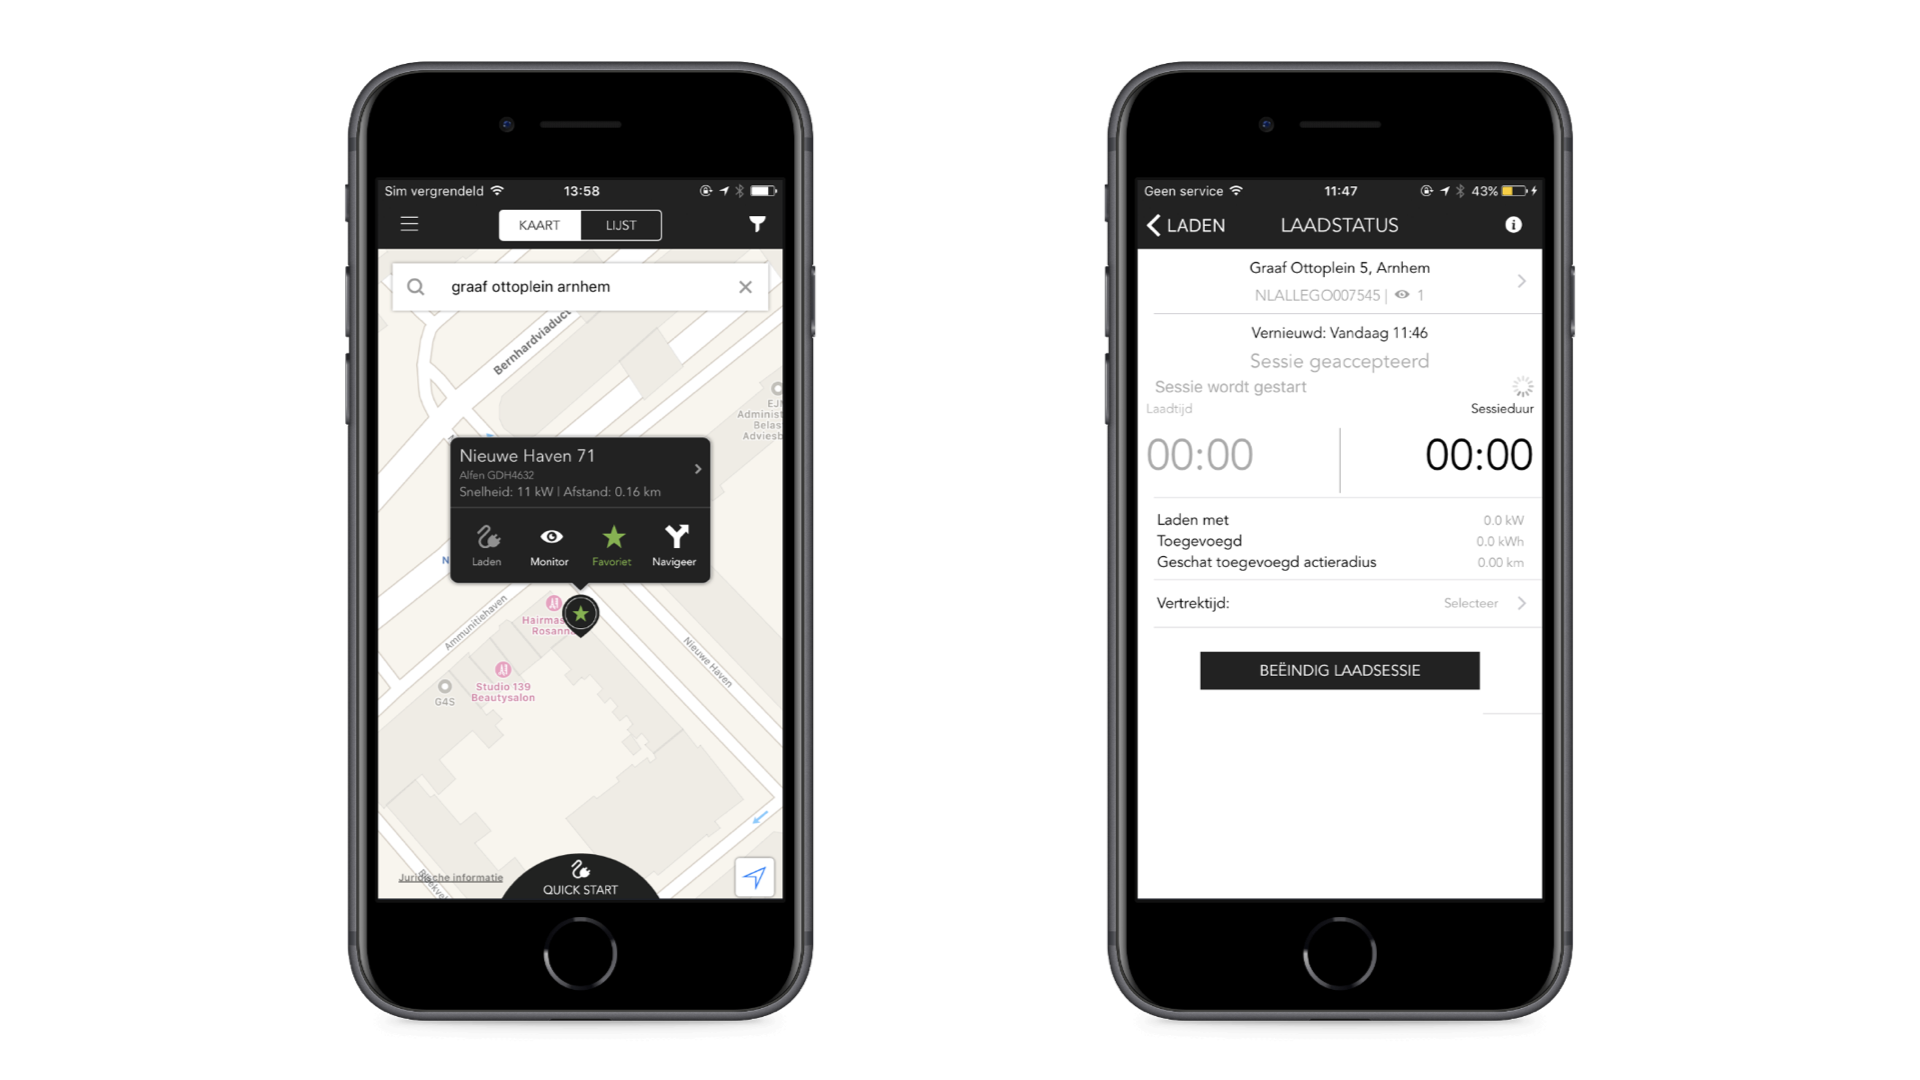 Sim vergrendeld
13:58
KAART
LIJST
graaf ottoplein arnhem
Bernhardviaduct
Administ
Belas
Adviesb
Nieuwe Haven 71
Alfen GDH4632
Snelheid: 11 kW | Afstand: 0.16 km
Laden
Monitor
Favoriet
Navigeer
N
Ammunitiehaven
Hairmas
Rosanna
Nieuwe Haven
Studio 139
Beautysalon
G4S
Juridische informatie
QUICK START
Geen service
11:47
43%
LADEN
LAADSTATUS
Graaf Ottoplein 5, Arnhem
NLALLEGO007545 | 1
Vernieuwd: Vandaag 11:46
Sessie geaccepteerd
Sessie wordt gestart
Laadtijd
Sessieduur
00:00
00:00
Laden met
0.0 kW
Toegevoegd
0.0 kWh
Geschat toegevoegd actieradius
0.00 km
Vertrektijd:
Selecteer
BEËINDIG LAADSESSIE